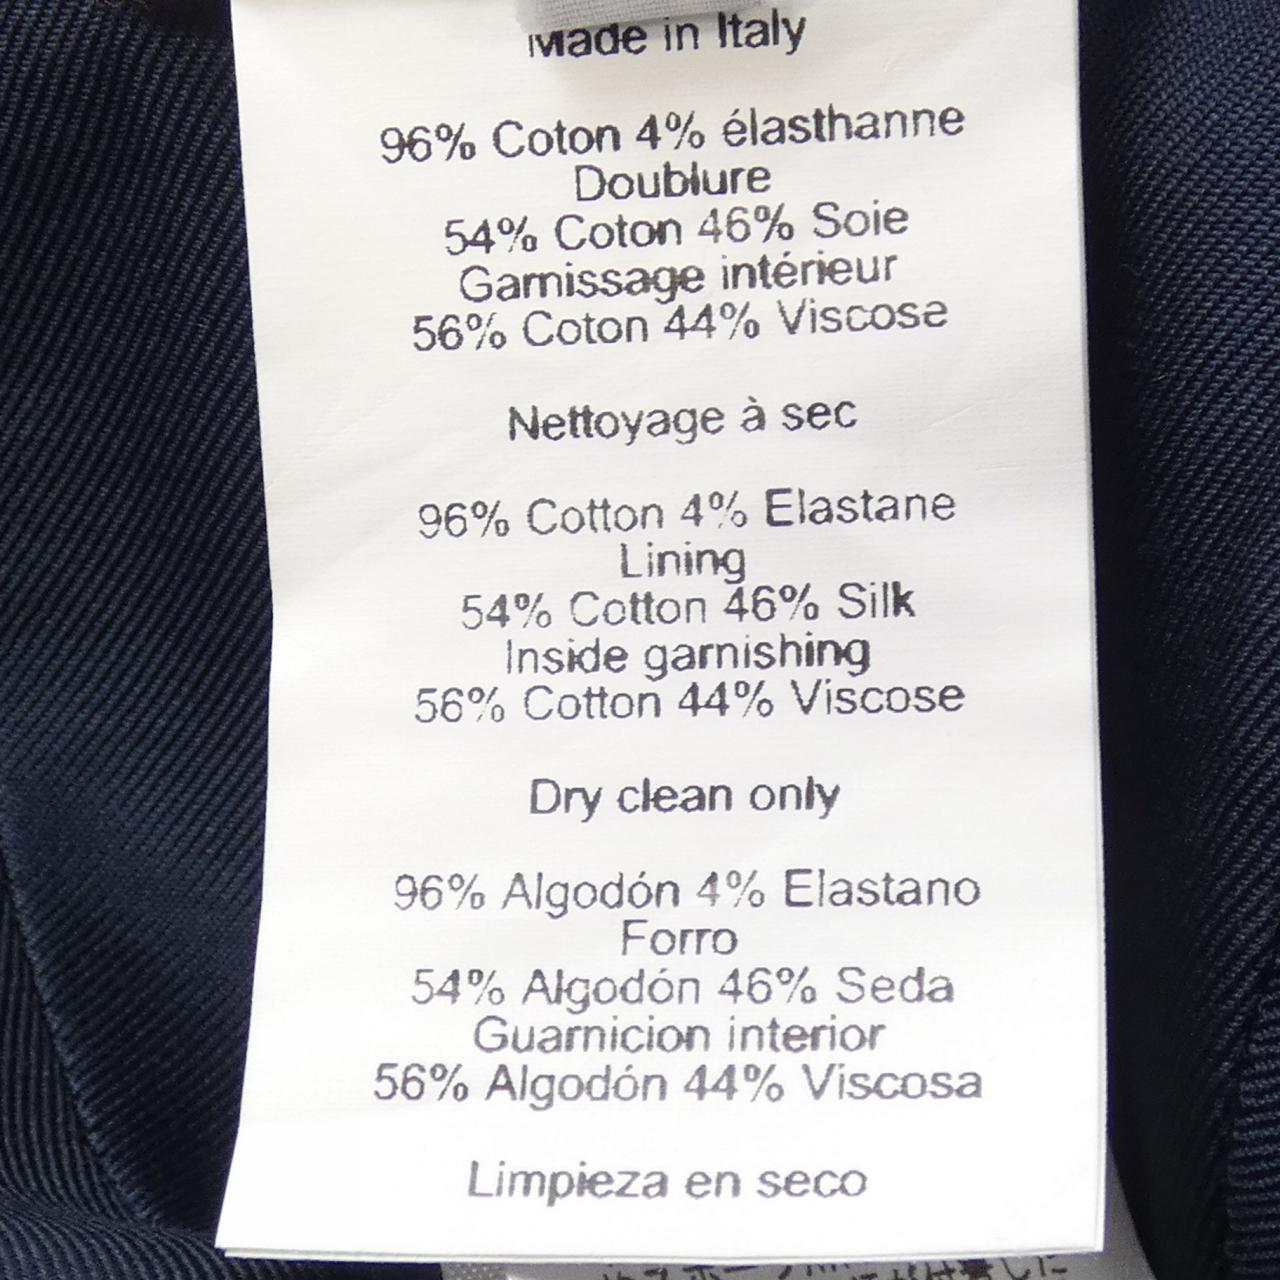 Made in Italy
96% Coton 4% élasthanne
Doublure
54% Coton 46% Soie
Garnissage intérieur
56% Coton 44% Viscose
Nettoyage à sec
96% Cotton 4% Elastane
Lining
54% Cotton 46% Silk
Inside garnishing
56% Cotton 44% Viscose
Dry clean only
96% Algodón 4% Elastano
Forro
54% Algodón 46% Seda
Guarnicion interior
56% Algodón 44% Viscosa
Limpieza en seco